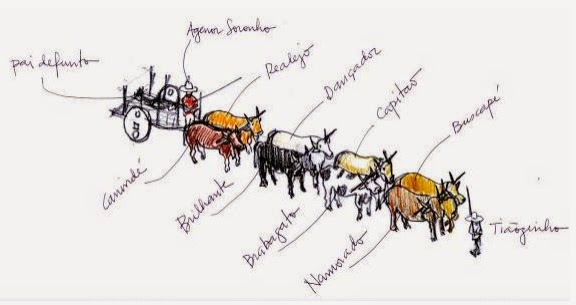 Agenor Soronho
pai defunto
Realejo
Dançador
Capitão
Buscapé
Canindé
Brilhante
Brabagato
Namorado
Tiãozinho